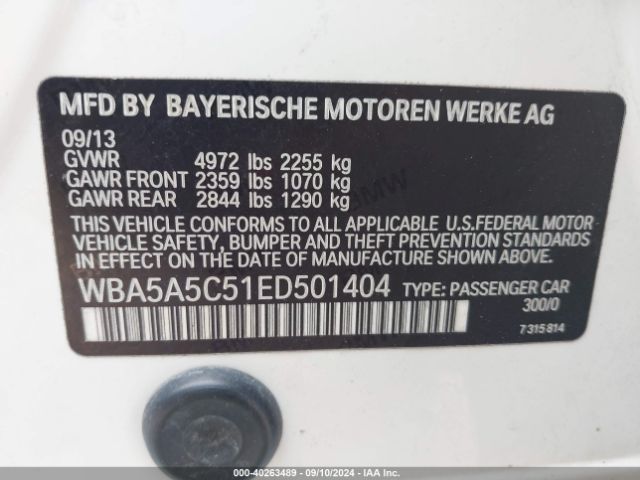 MFD BY BAYERISCHE MOTOREN WERKE AG
09/13
GVWR 4972 lbs 2255 kg
GAWR FRONT 2359 lbs 1070 kg
GAWR REAR 2844 lbs 1290 kg
THIS VEHICLE CONFORMS TO ALL APPLICABLE U.S.FEDERAL MOTOR
VEHICLE SAFETY, BUMPER AND THEFT PREVENTION STANDARDS
IN EFFECT ON THE DATE OF MANUFACTURE SHOWN ABOVE.
WBA5A5C51ED501404 TYPE: PASSENGER CAR
300/0
7 315 814
000-40263489 - 09/10/2024 - IAAI.COM